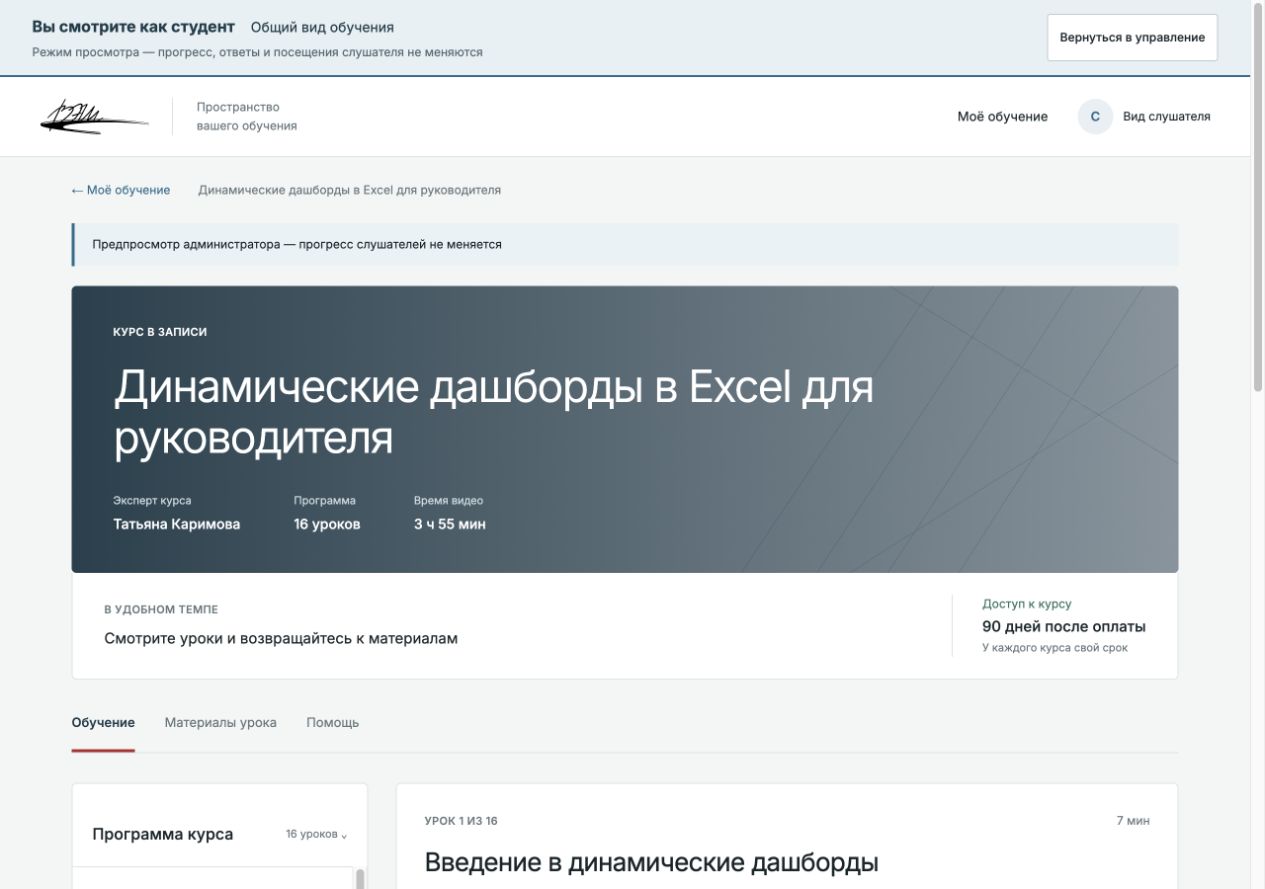 Вы смотрите как студент Общий вид обучения
Режим просмотра — прогресс, ответы и посещения слушателя не меняются
Вернуться в управление
РЭШ
Пространство
вашего обучения
Моё обучение
С
Вид слушателя
← Моё обучение
Динамические дашборды в Excel для руководителя
Предпросмотр администратора — прогресс слушателей не меняется
КУРС В ЗАПИСИ
Динамические дашборды в Excel для
руководителя
Эксперт курса
Татьяна Каримова
Программа
16 уроков
Время видео
3 ч 55 мин
В УДОБНОМ ТЕМПЕ
Смотрите уроки и возвращайтесь к материалам
Доступ к курсу
90 дней после оплаты
У каждого курса свой срок
Обучение Материалы урока Помощь
Программа курса
16 уроков
УРОК 1 ИЗ 16
7 мин
Введение в динамические дашборды